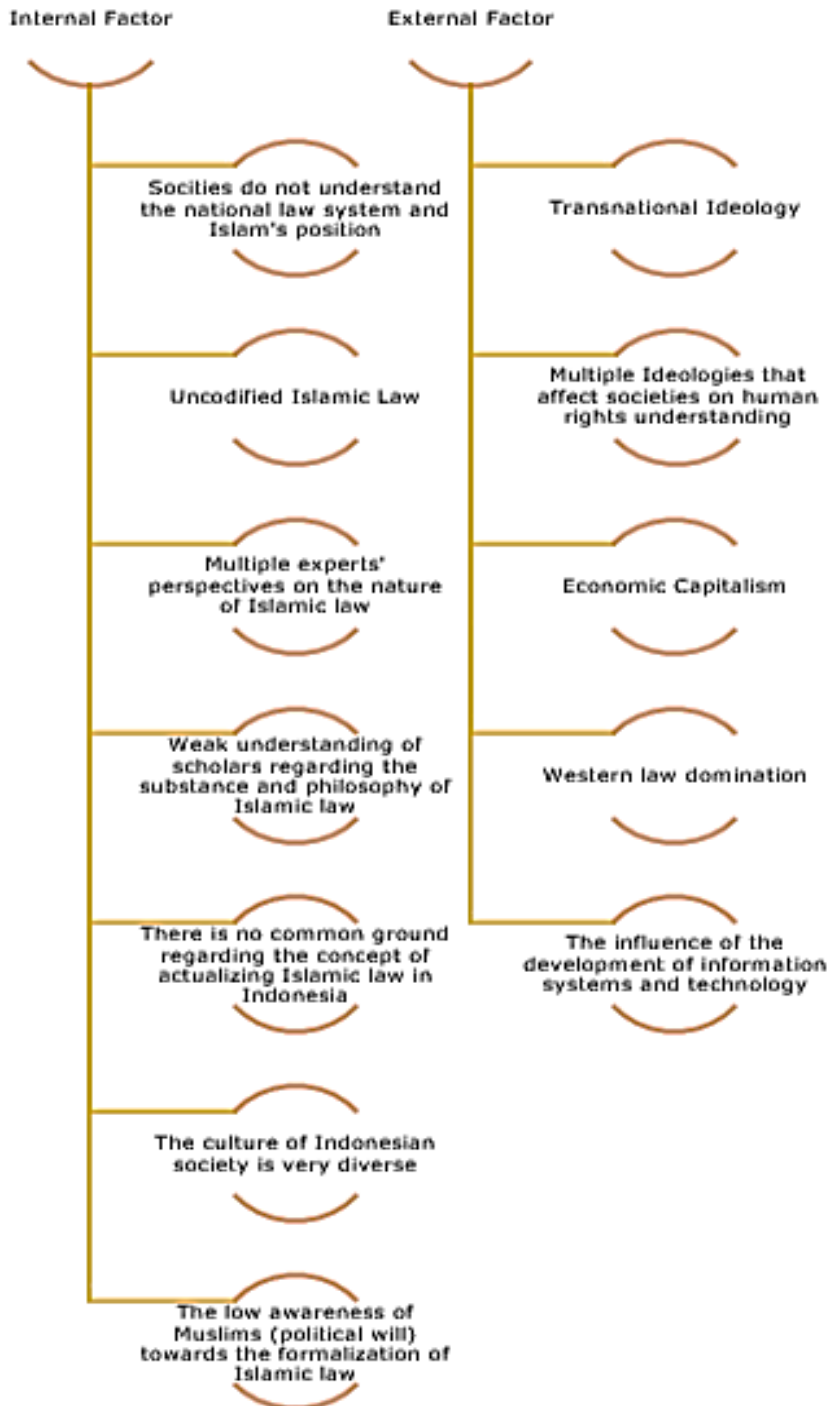 Internal Factor
Socities do not understand
the national law system and
Islam's position
Uncodified Islamic Law
Multiple experts'
perspectives on the nature
of Islamic law
Weak understanding of
scholars regarding the
substance and philosophy of
Islamic law
There is no common ground
regarding the concept of
actualizing Islamic law in
Indonesia
The culture of Indonesian
society is very diverse
The low awareness of
Muslims (political will)
towards the formalization of
Islamic law
External Factor
Transnational Ideology
Multiple Ideologies that
affect societies on human
rights understanding
Economic Capitalism
Western law domination
The influence of the
development of information
systems and technology